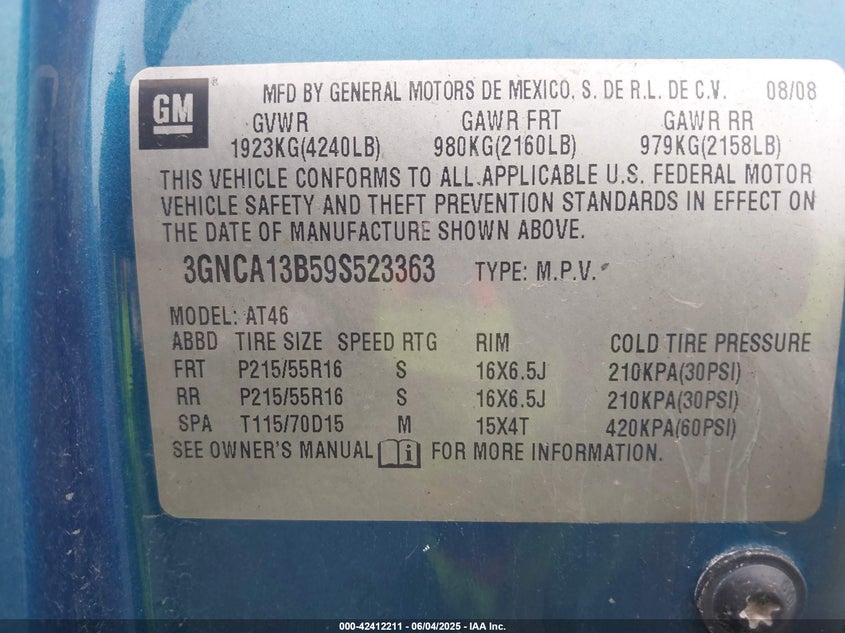 GM
MFD BY GENERAL MOTORS DE MEXICO, S. DE R.L. DE C.V. 08/08
GVWR GAWR FRT GAWR RR
1923KG(4240LB) 980KG(2160LB) 979KG(2158LB)
THIS VEHICLE CONFORMS TO ALL APPLICABLE U.S. FEDERAL MOTOR
VEHICLE SAFETY AND THEFT PREVENTION STANDARDS IN EFFECT ON
THE DATE OF MANUFACTURE SHOWN ABOVE.
3GNCA13B59S523363 TYPE: M.P.V.
MODEL: AT46
ABBD TIRE SIZE SPEED RTG RIM COLD TIRE PRESSURE
FRT P215/55R16 S 16X6.5J 210KPA(30PSI)
RR P215/55R16 S 16X6.5J 210KPA(30PSI)
SPA T115/70D15 M 15X4T 420KPA(60PSI)
SEE OWNER'S MANUAL i FOR MORE INFORMATION.
000-42412211 - 06/04/2025 - IAA Inc.